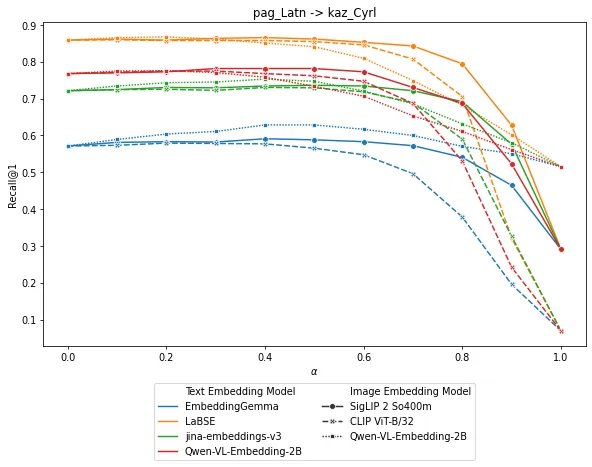 pag_Latn -> kaz_Cyrl
Recall@1
0.9
0.8
0.7
0.6
0.5
0.4
0.3
0.2
0.1
0.0 0.2 0.4 0.6 0.8 1.0
α
Text Embedding Model Image Embedding Model
EmbeddingGemma SigLIP 2 So400m
LaBSE CLIP ViT-B/32
jina-embeddings-v3 Qwen-VL-Embedding-2B
Qwen-VL-Embedding-2B